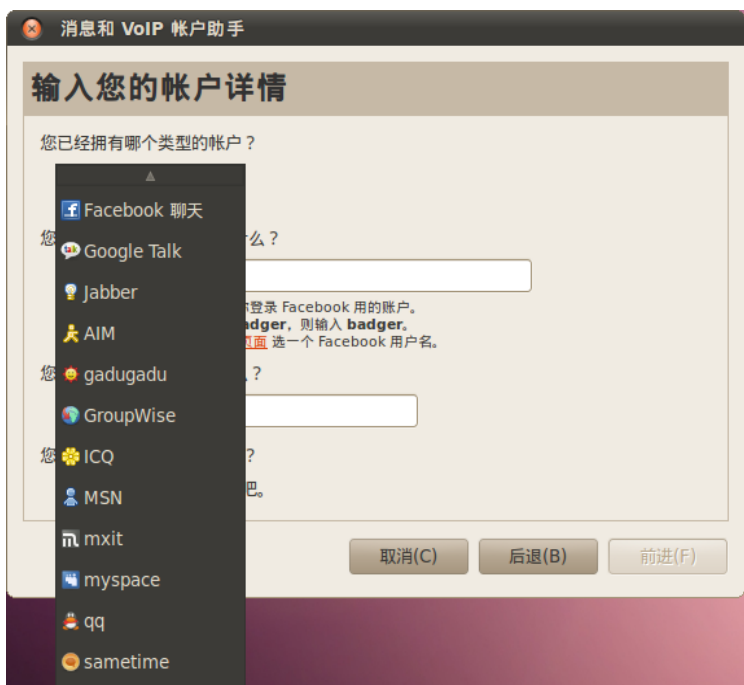 消息和 VoIP 帐户助手
输入您的帐户详情
您已经拥有哪个类型的帐户？
Facebook 聊天
您 什么？
Google Talk
Jabber
登录 Facebook 用的账户。
adger，则输入 badger。
AIM
页面 选一个 Facebook 用户名。
您 ？
gadugadu
GroupWise
您 ？
ICQ
吧。
MSN
mxit
取消(C) 后退(B) 前进(F)
myspace
qq
sametime